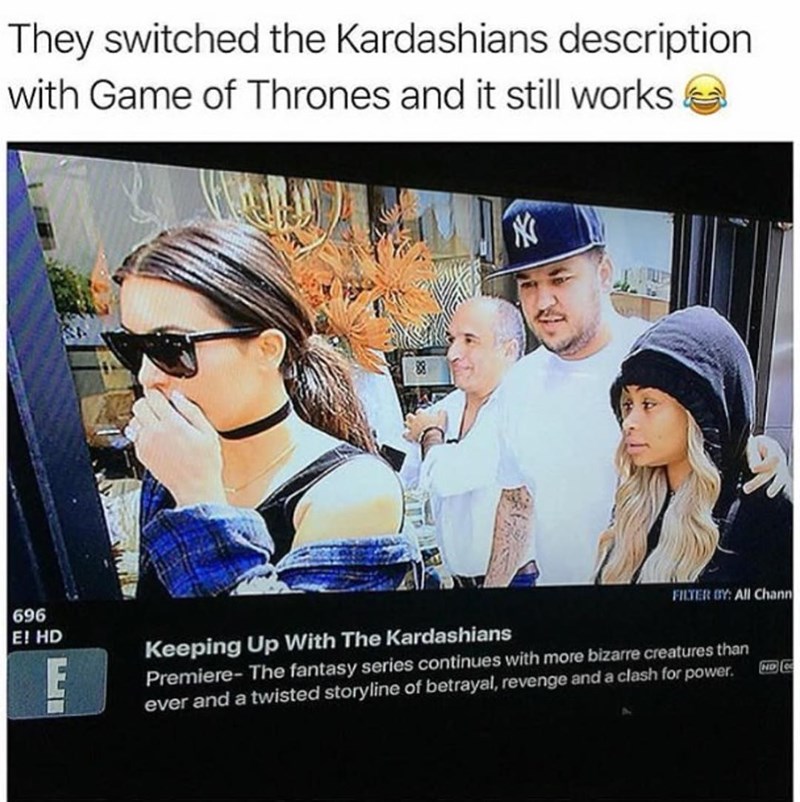 They switched the Kardashians description
with Game of Thrones and it still works 😂
NY
FILTER BY: All Chann
696
E! HD
E!
Keeping Up With The Kardashians
Premiere- The fantasy series continues with more bizarre creatures than
ever and a twisted storyline of betrayal, revenge and a clash for power.
HD